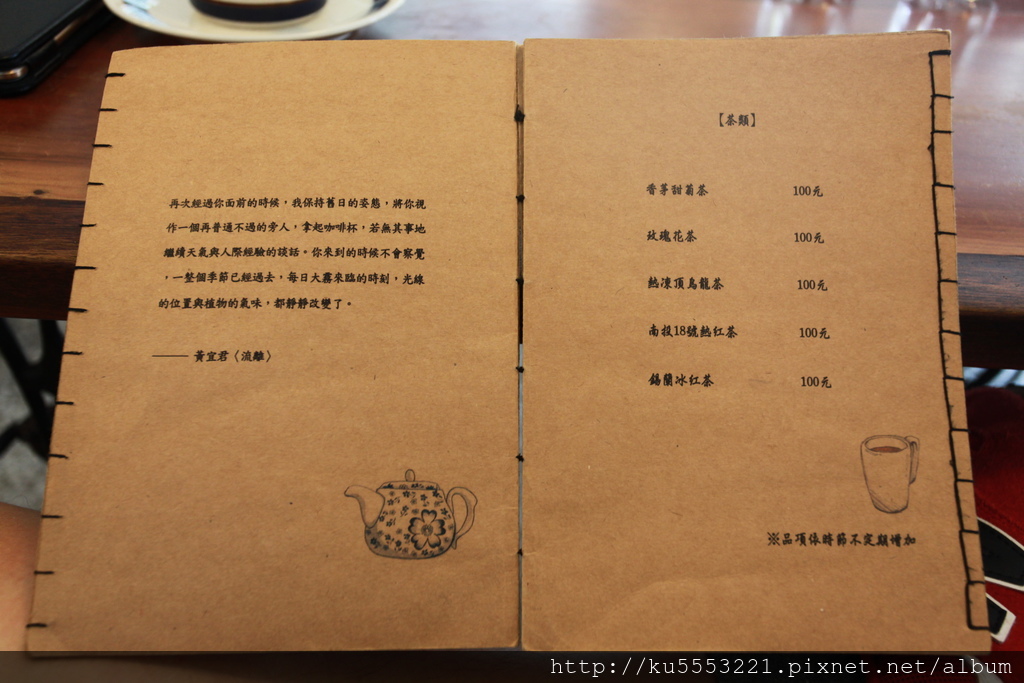 再次經過你面前的時候，我保持舊日的姿態，將你視
作一個再普通不過的旁人，拿起咖啡杯，若無其事地
繼續天氣與人際經驗的談話。你來到的時候不會察覺
，一整個季節已經過去，每日大霧來臨的時刻，光線
的位置與植物的氣味，都靜靜改變了。
—— 黃宜君〈流離〉
【茶類】
香茅甜菊茶 100元
玫瑰花茶 100元
熱凍頂烏龍茶 100元
南投18號熱紅茶 100元
錫蘭冰紅茶 100元
※品項依時節不定期增加
http://ku5553221.pixnet.net/album